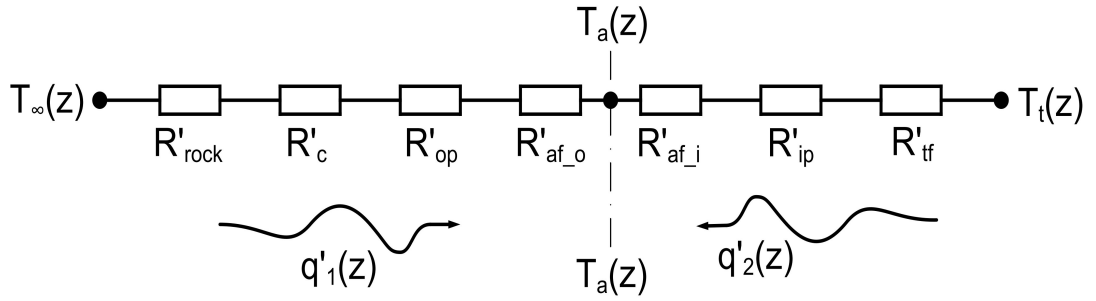 Tₐ(z)
T∞(z) Tₜ(z)
R'rock R'c R'op R'af_o R'af_i R'ip R'tf
q'₁(z) q'₂(z)
Tₐ(z)